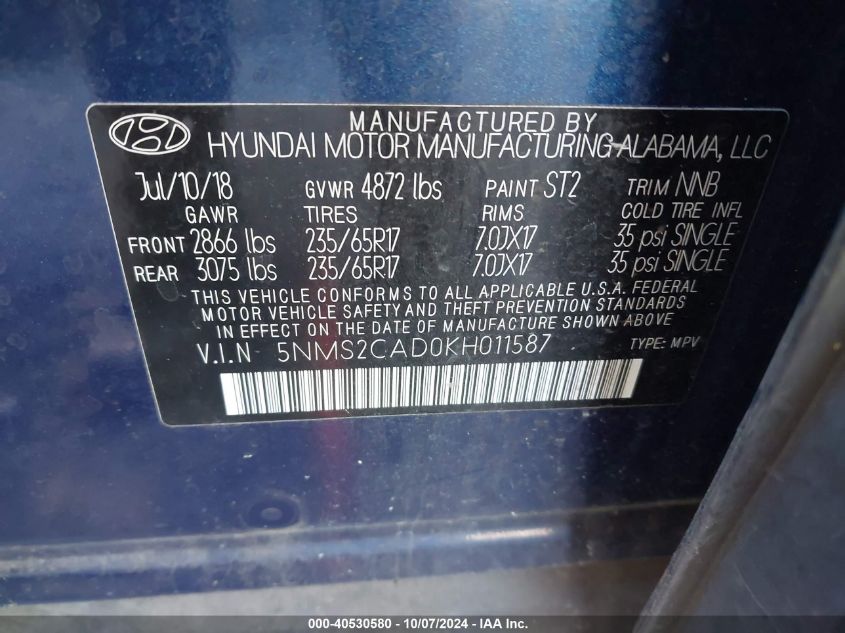 MANUFACTURED BY
HYUNDAI MOTOR MANUFACTURING ALABAMA, LLC
Jul/10/18 GVWR 4872 lbs PAINT ST2 TRIM NNB
GAWR TIRES RIMS COLD TIRE INFL
FRONT 2866 lbs 235/65R17 7.0JX17 35 psi SINGLE
REAR 3075 lbs 235/65R17 7.0JX17 35 psi SINGLE
THIS VEHICLE CONFORMS TO ALL APPLICABLE U.S.A. FEDERAL
MOTOR VEHICLE SAFETY AND THEFT PREVENTION STANDARDS
IN EFFECT ON THE DATE OF MANUFACTURE SHOWN ABOVE
V.I.N 5NMS2CAD0KH011587 TYPE: MPV
000-40530580 - 10/07/2024 - IAA Inc.